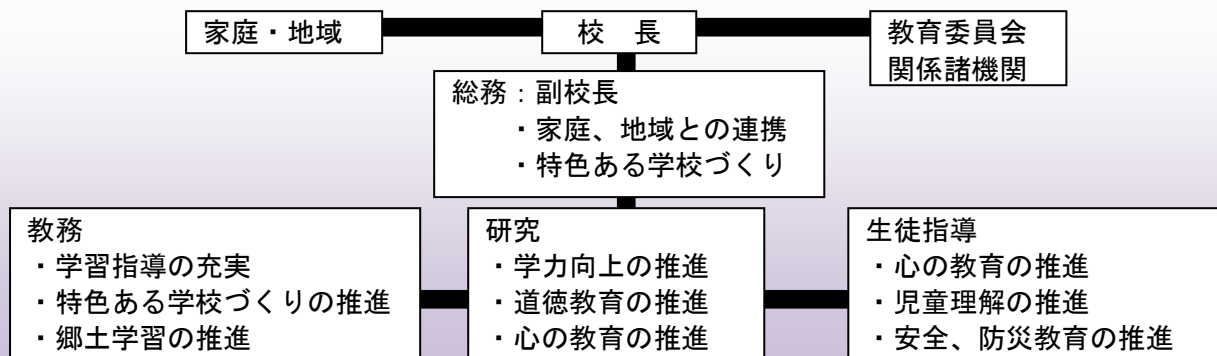 家庭・地域
校　長
教育委員会
関係諸機関
総務：副校長
・家庭、地域との連携
・特色ある学校づくり
教務
・学習指導の充実
・特色ある学校づくりの推進
・郷土学習の推進
研究
・学力向上の推進
・道徳教育の推進
・心の教育の推進
生徒指導
・心の教育の推進
・児童理解の推進
・安全、防災教育の推進